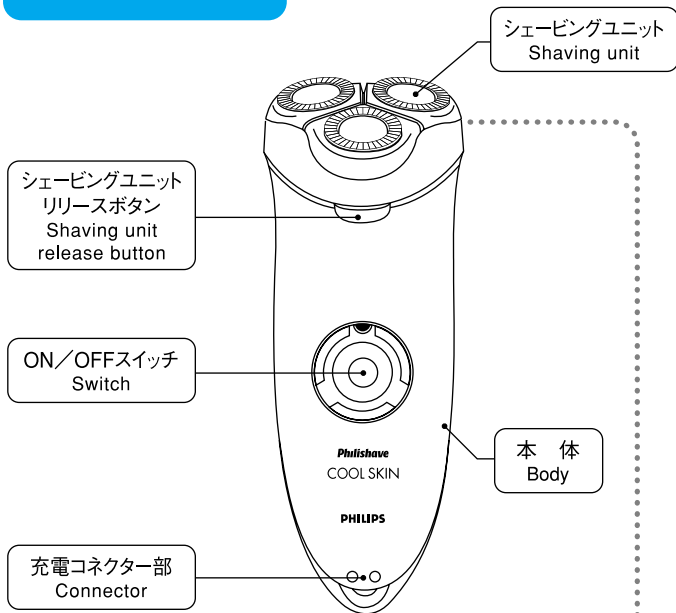 シェービングユニット
Shaving unit
シェービングユニット
リリースボタン
Shaving unit
release button
ON／OFFスイッチ
Switch
本　体
Body
Philishave
COOL SKIN
PHILIPS
充電コネクター部
Connector